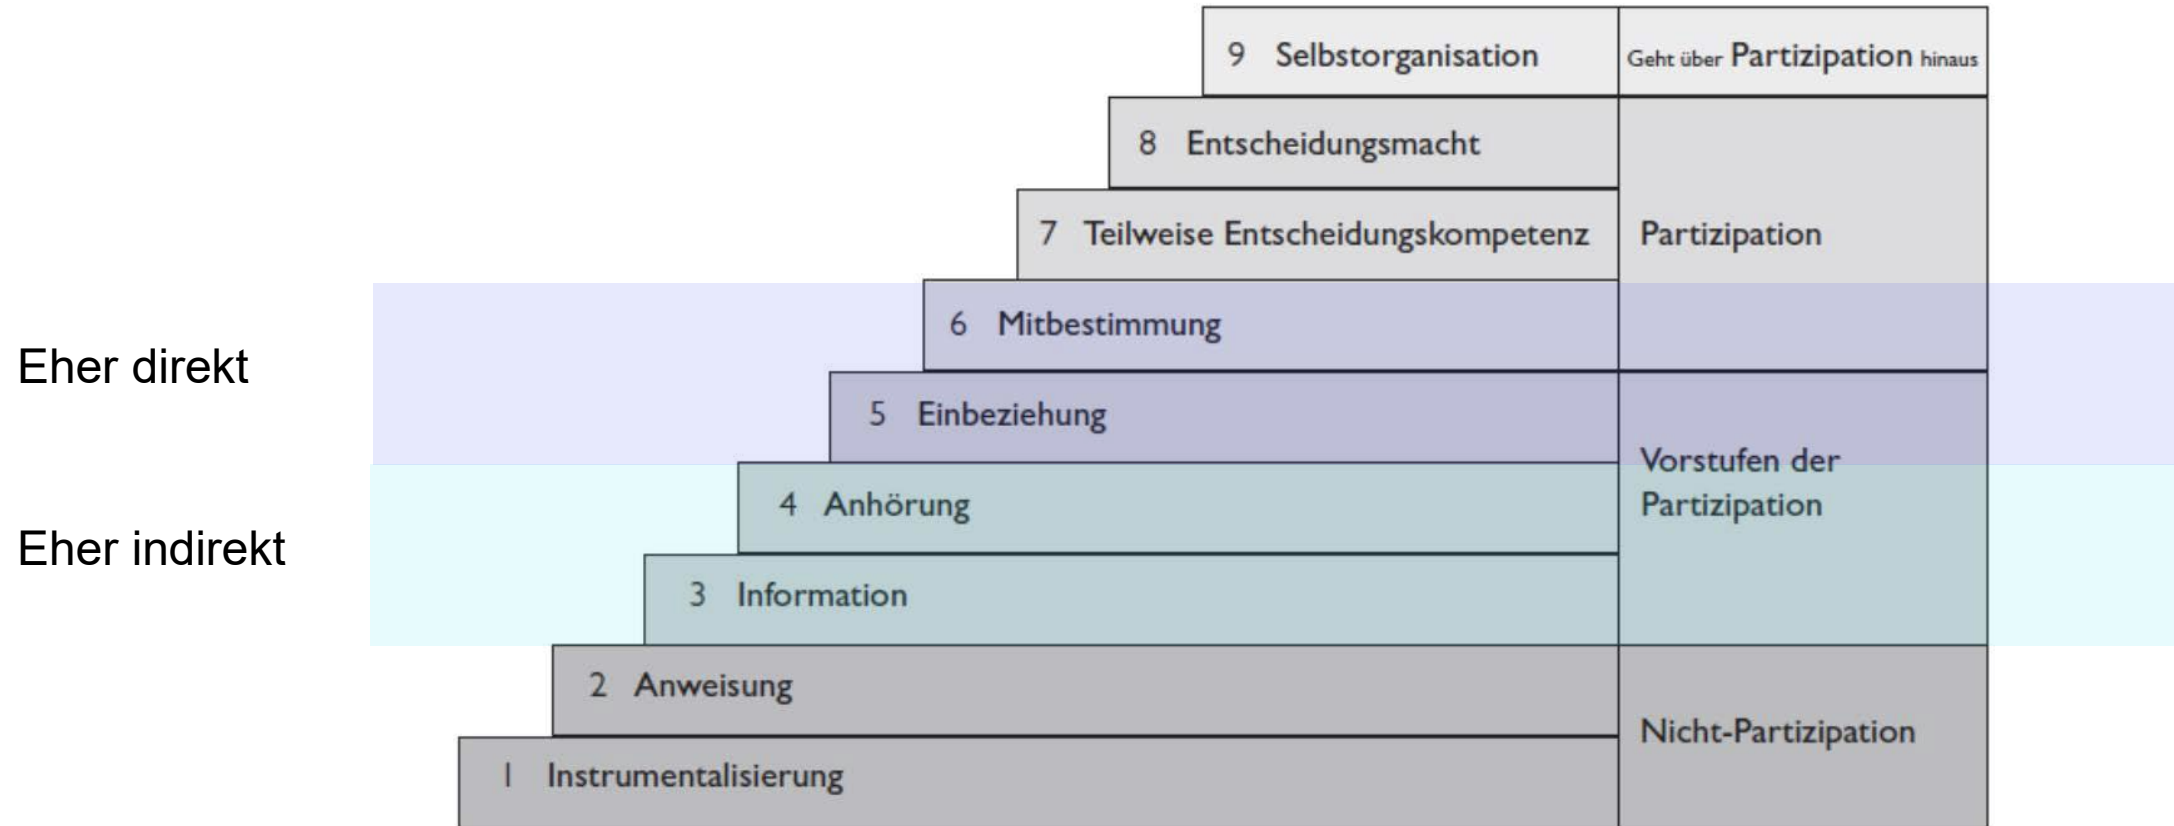 9 Selbstorganisation Geht über Partizipation hinaus
8 Entscheidungsmacht
7 Teilweise Entscheidungskompetenz Partizipation
6 Mitbestimmung
Eher direkt
5 Einbeziehung
Vorstufen der
Partizipation
4 Anhörung
Eher indirekt
3 Information
2 Anweisung
Nicht-Partizipation
1 Instrumentalisierung